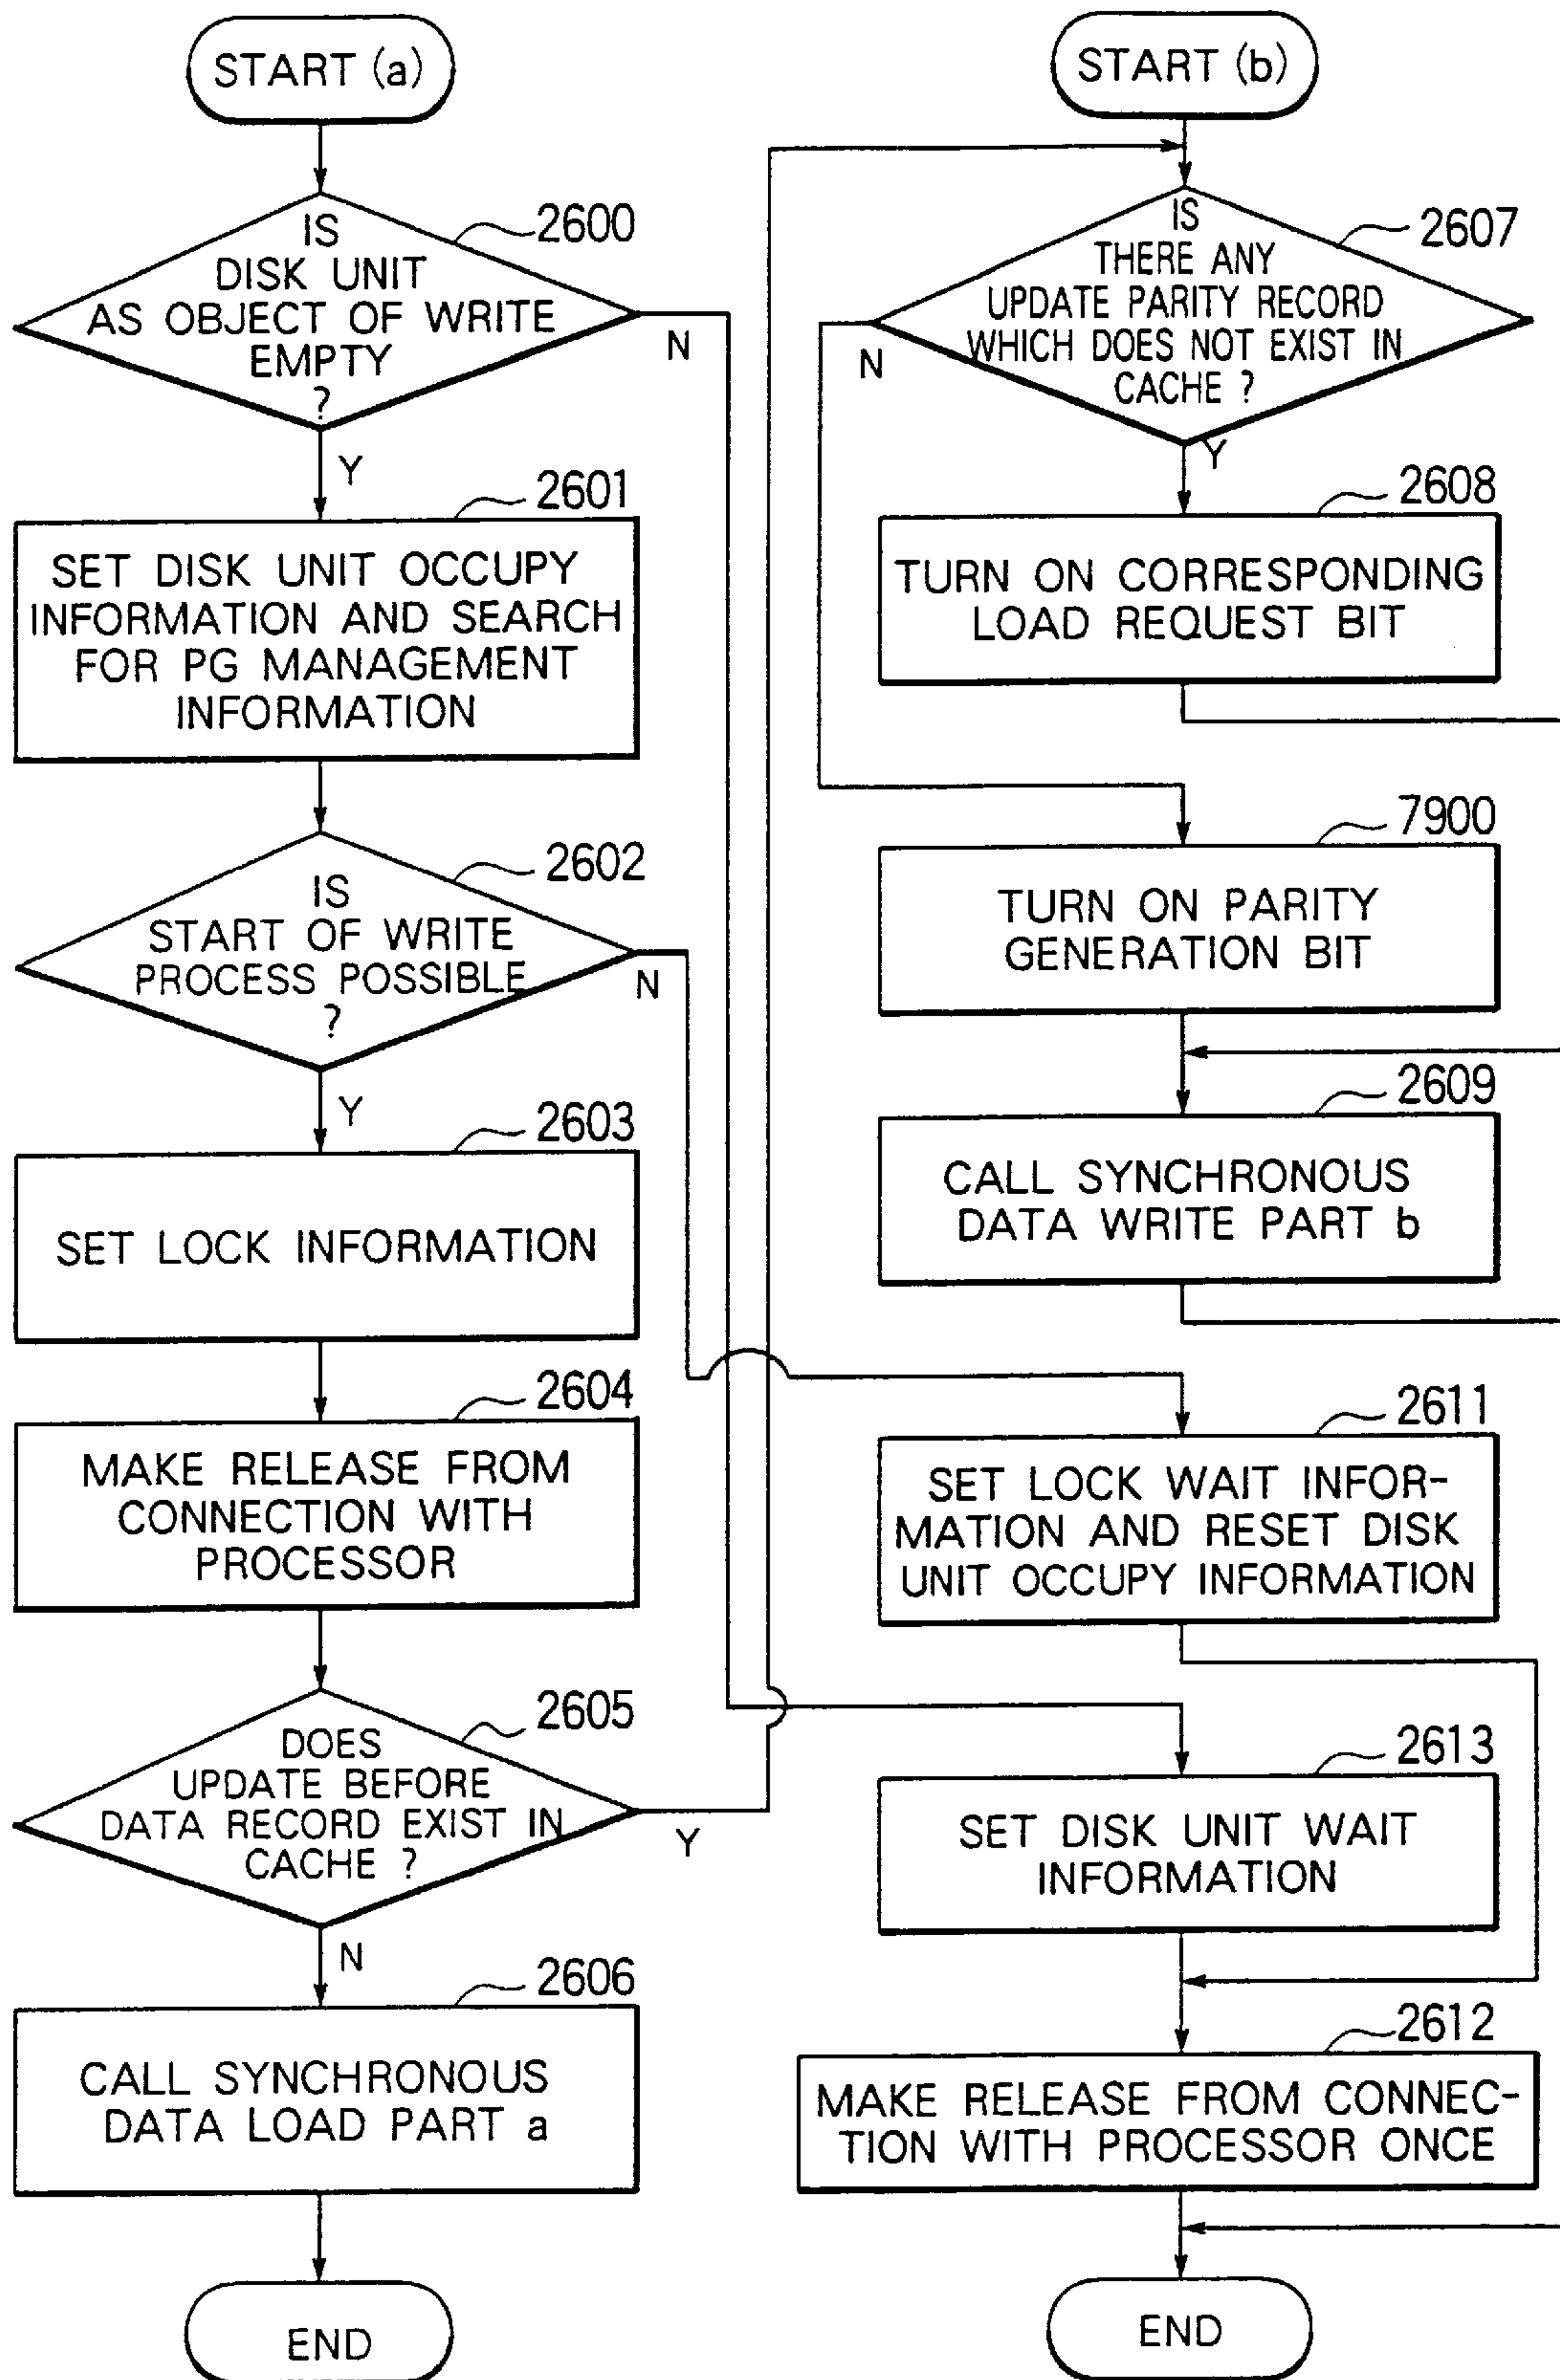 START (a)
2600
IS
DISK UNIT
AS OBJECT OF WRITE
EMPTY
?
N
Y
2601
SET DISK UNIT OCCUPY
INFORMATION AND SEARCH
FOR PG MANAGEMENT
INFORMATION
2602
IS
START OF WRITE
PROCESS POSSIBLE
?
N
Y
2603
SET LOCK INFORMATION
2604
MAKE RELEASE FROM
CONNECTION WITH
PROCESSOR
2605
DOES
UPDATE BEFORE
DATA RECORD EXIST IN
CACHE ?
Y
N
2606
CALL SYNCHRONOUS
DATA LOAD PART a
END
START (b)
2607
IS
THERE ANY
UPDATE PARITY RECORD
WHICH DOES NOT EXIST IN
CACHE ?
N
Y
2608
TURN ON CORRESPONDING
LOAD REQUEST BIT
7900
TURN ON PARITY
GENERATION BIT
2609
CALL SYNCHRONOUS
DATA WRITE PART b
2611
SET LOCK WAIT INFOR-
MATION AND RESET DISK
UNIT OCCUPY INFORMATION
2613
SET DISK UNIT WAIT
INFORMATION
2612
MAKE RELEASE FROM CONNEC-
TION WITH PROCESSOR ONCE
END